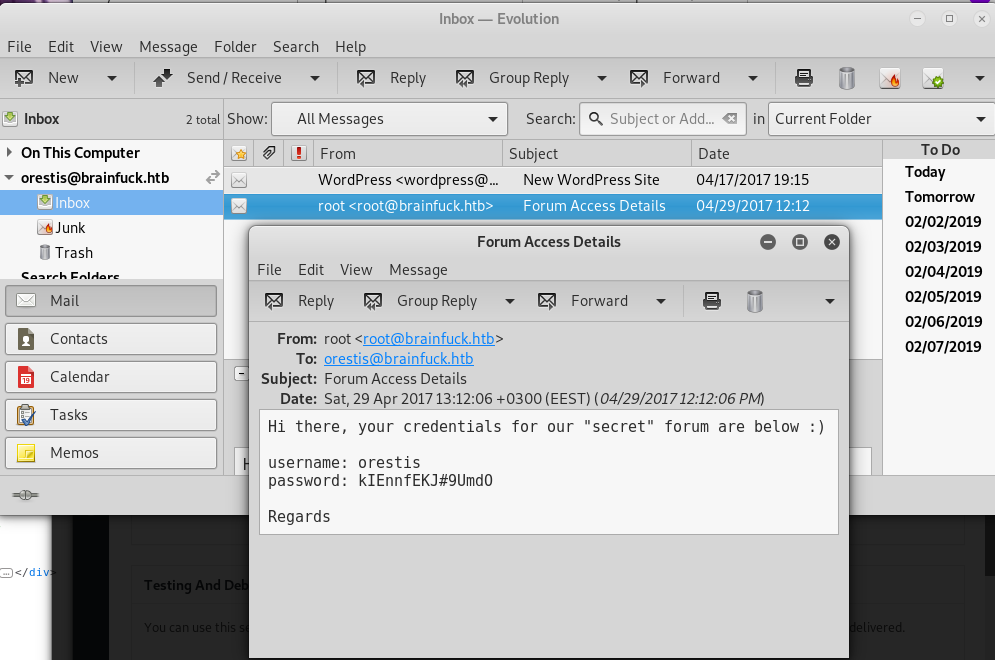 Inbox — Evolution
File Edit View Message Folder Search Help
New Send / Receive Reply Group Reply Forward
Inbox 2 total Show: All Messages Search: Subject or Add... in Current Folder
On This Computer
orestis@brainfuck.htb
Inbox
Junk
Trash
Search Folders
Mail
Contacts
Calendar
Tasks
Memos
From Subject Date
WordPress <wordpress@... New WordPress Site 04/17/2017 19:15
root <root@brainfuck.htb> Forum Access Details 04/29/2017 12:12
To Do
Today
Tomorrow
02/02/2019
02/03/2019
02/04/2019
02/05/2019
02/06/2019
02/07/2019
Forum Access Details
File Edit View Message
Reply Group Reply Forward
From: root <root@brainfuck.htb>
To: orestis@brainfuck.htb
Subject: Forum Access Details
Date: Sat, 29 Apr 2017 13:12:06 +0300 (EEST) (04/29/2017 12:12:06 PM)
Hi there, your credentials for our "secret" forum are below :)
username: orestis
password: kIEnnfEKJ#9UmdO
Regards
</div>
Testing And Deb
You can use this se
delivered.